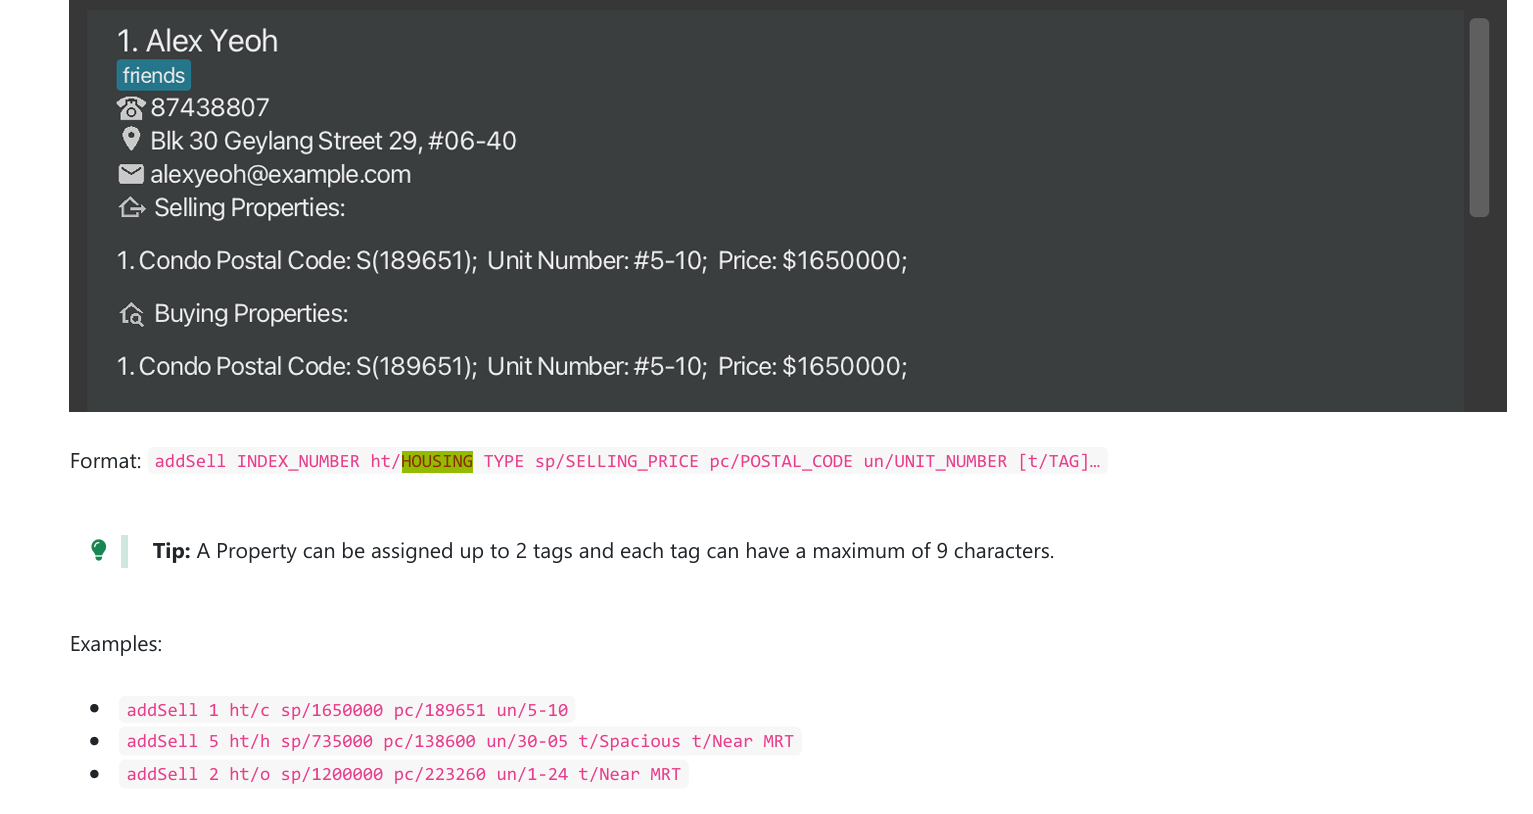 1. Alex Yeoh
friends
87438807
Blk 30 Geylang Street 29, #06-40
alexyeoh@example.com
Selling Properties:
1. Condo Postal Code: S(189651);  Unit Number: #5-10;  Price: $1650000;
Buying Properties:
1. Condo Postal Code: S(189651);  Unit Number: #5-10;  Price: $1650000;
Format: addSell INDEX_NUMBER ht/HOUSING TYPE sp/SELLING_PRICE pc/POSTAL_CODE un/UNIT_NUMBER [t/TAG]…
Tip: A Property can be assigned up to 2 tags and each tag can have a maximum of 9 characters.
Examples:
• addSell 1 ht/c sp/1650000 pc/189651 un/5-10
• addSell 5 ht/h sp/735000 pc/138600 un/30-05 t/Spacious t/Near MRT
• addSell 2 ht/o sp/1200000 pc/223260 un/1-24 t/Near MRT